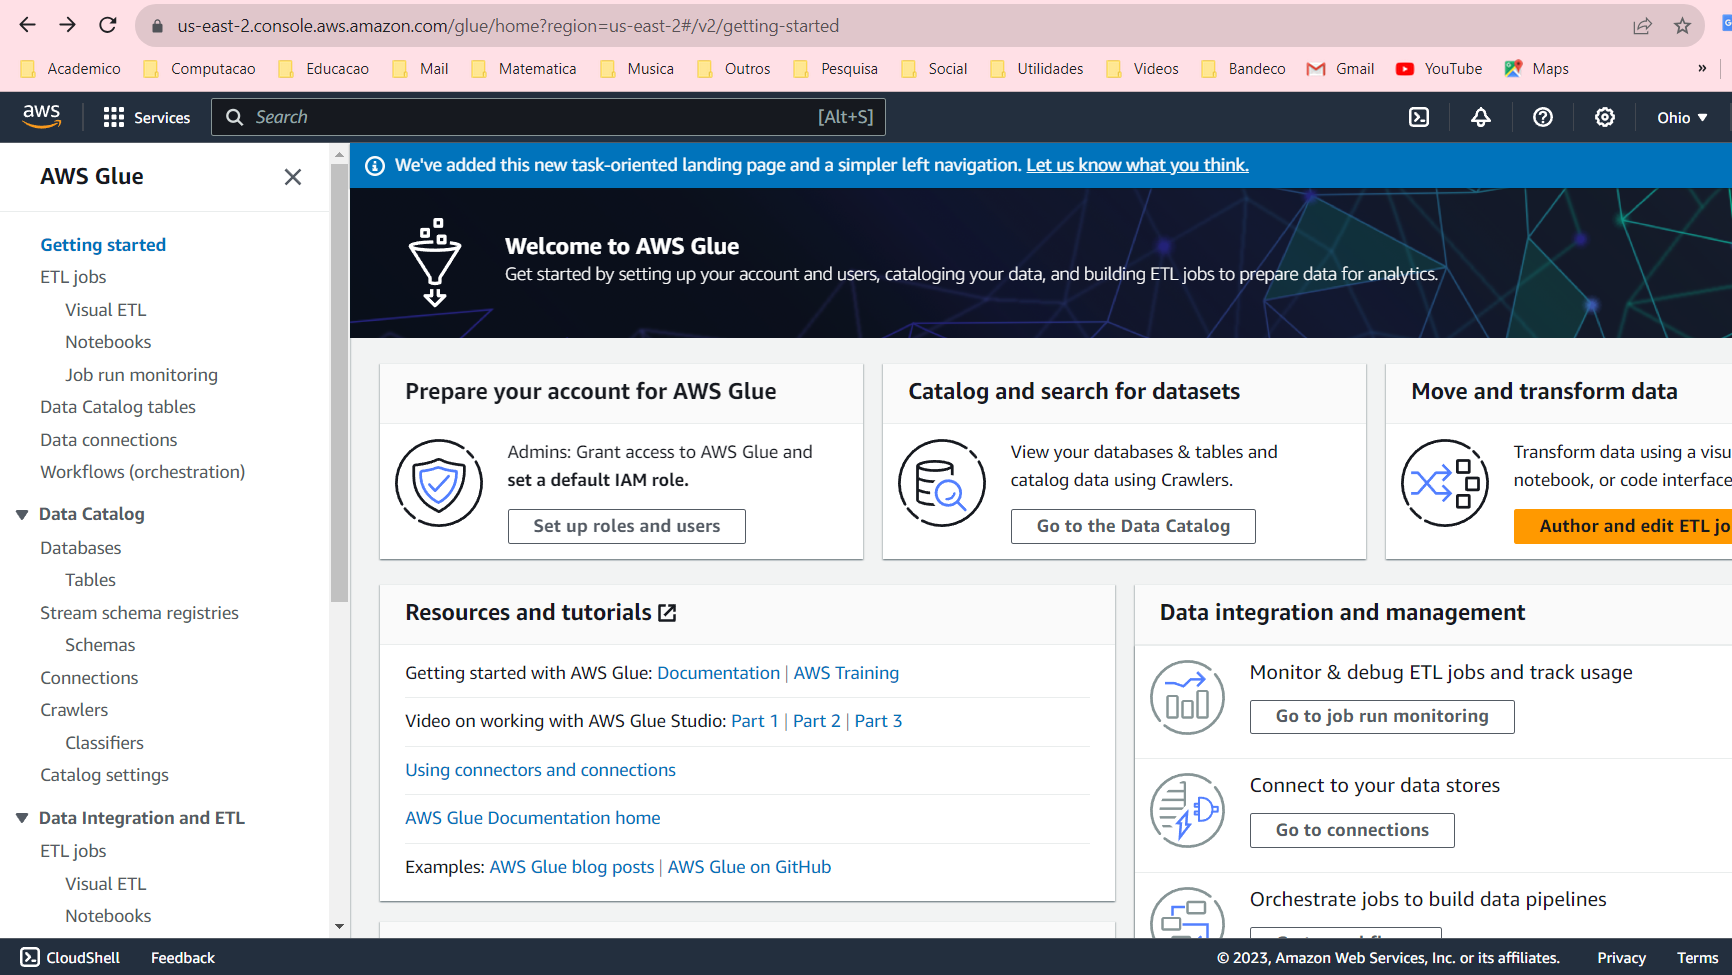 us-east-2.console.aws.amazon.com/glue/home?region=us-east-2#/v2/getting-started
Academico Computacao Educacao Mail Matematica Musica Outros Pesquisa Social Utilidades Videos Bandeco Gmail YouTube Maps »
aws Services Search [Alt+S] Ohio
AWS Glue
Getting started
ETL jobs
Visual ETL
Notebooks
Job run monitoring
Data Catalog tables
Data connections
Workflows (orchestration)
Data Catalog
Databases
Tables
Stream schema registries
Schemas
Connections
Crawlers
Classifiers
Catalog settings
Data Integration and ETL
ETL jobs
Visual ETL
Notebooks
We've added this new task-oriented landing page and a simpler left navigation. Let us know what you think.
Welcome to AWS Glue
Get started by setting up your account and users, cataloging your data, and building ETL jobs to prepare data for analytics.
Prepare your account for AWS Glue
Admins: Grant access to AWS Glue and
set a default IAM role.
Set up roles and users
Catalog and search for datasets
View your databases & tables and
catalog data using Crawlers.
Go to the Data Catalog
Move and transform data
Transform data using a visu
notebook, or code interface
Author and edit ETL jo
Resources and tutorials
Getting started with AWS Glue: Documentation | AWS Training
Video on working with AWS Glue Studio: Part 1 | Part 2 | Part 3
Using connectors and connections
AWS Glue Documentation home
Examples: AWS Glue blog posts | AWS Glue on GitHub
Data integration and management
Monitor & debug ETL jobs and track usage
Go to job run monitoring
Connect to your data stores
Go to connections
Orchestrate jobs to build data pipelines
CloudShell Feedback © 2023, Amazon Web Services, Inc. or its affiliates. Privacy Terms